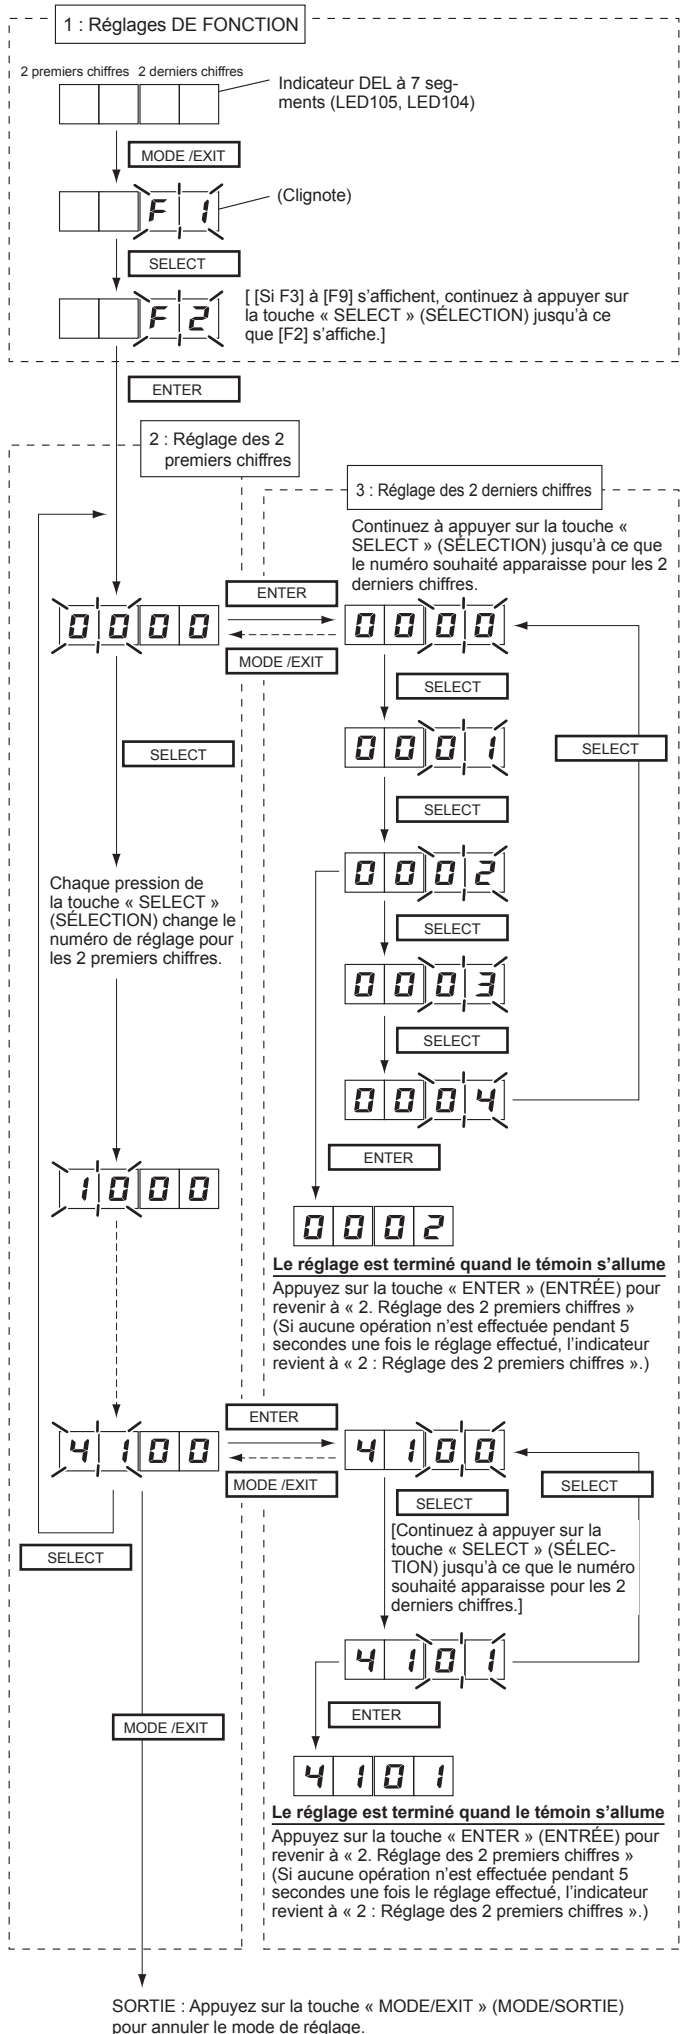 1 : Réglages DE FONCTION
2 premiers chiffres 2 derniers chiffres
Indicateur DEL à 7 seg-
ments (LED105, LED104)
MODE /EXIT
F 1
(Clignote)
SELECT
F 2
[ [Si F3] à [F9] s’affichent, continuez à appuyer sur
la touche « SELECT » (SÉLECTION) jusqu’à ce
que [F2] s’affiche.]
ENTER
2 : Réglage des 2
premiers chiffres
3 : Réglage des 2 derniers chiffres
Continuez à appuyer sur la touche «
SELECT » (SÉLECTION) jusqu’à ce que
le numéro souhaité apparaisse pour les 2
derniers chiffres.
0 0 0 0
ENTER
MODE /EXIT
0 0 0 0
SELECT
SELECT
0 0 0 1
SELECT
SELECT
0 0 0 2
SELECT
0 0 0 3
SELECT
0 0 0 4
Chaque pression de
la touche « SELECT »
(SÉLECTION) change le
numéro de réglage pour
les 2 premiers chiffres.
ENTER
1 0 0 0
0 0 0 2
Le réglage est terminé quand le témoin s’allume
Appuyez sur la touche « ENTER » (ENTRÉE) pour
revenir à « 2. Réglage des 2 premiers chiffres »
(Si aucune opération n’est effectuée pendant 5
secondes une fois le réglage effectué, l’indicateur
revient à « 2 : Réglage des 2 premiers chiffres ».)
4 1 0 0
ENTER
MODE /EXIT
4 1 0 0
SELECT
SELECT
SELECT
[Continuez à appuyer sur la
touche « SELECT » (SÉLEC-
TION) jusqu’à ce que le numéro
souhaité apparaisse pour les 2
derniers chiffres.]
4 1 0 1
ENTER
MODE /EXIT
4 1 0 1
Le réglage est terminé quand le témoin s’allume
Appuyez sur la touche « ENTER » (ENTRÉE) pour
revenir à « 2. Réglage des 2 premiers chiffres »
(Si aucune opération n’est effectuée pendant 5
secondes une fois le réglage effectué, l’indicateur
revient à « 2 : Réglage des 2 premiers chiffres ».)
SORTIE : Appuyez sur la touche « MODE/EXIT » (MODE/SORTIE)
pour annuler le mode de réglage.